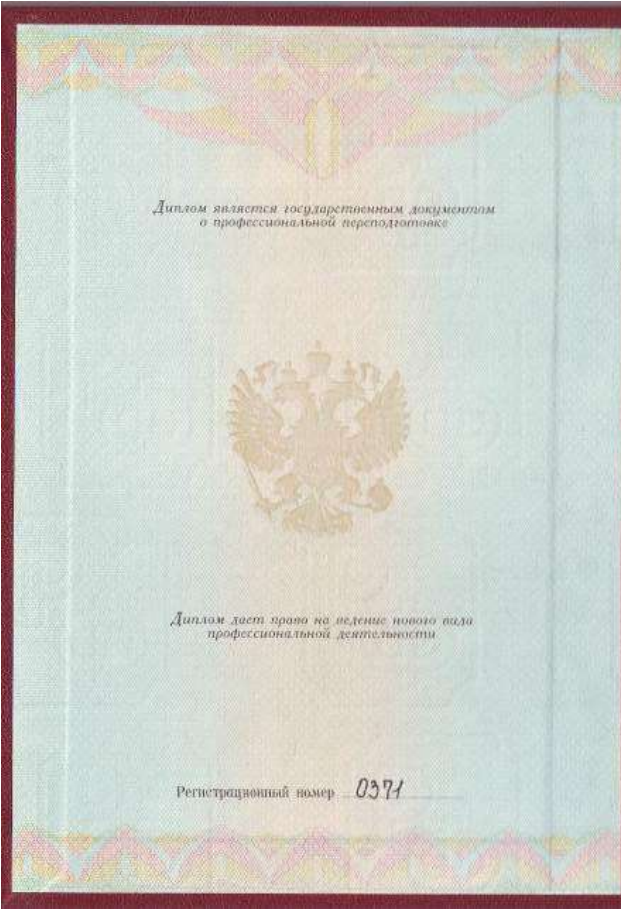 Диплом является государственным документом
о профессиональной переподготовке
Диплом дает право на ведение нового вида
профессиональной деятельности
Регистрационный номер 0371